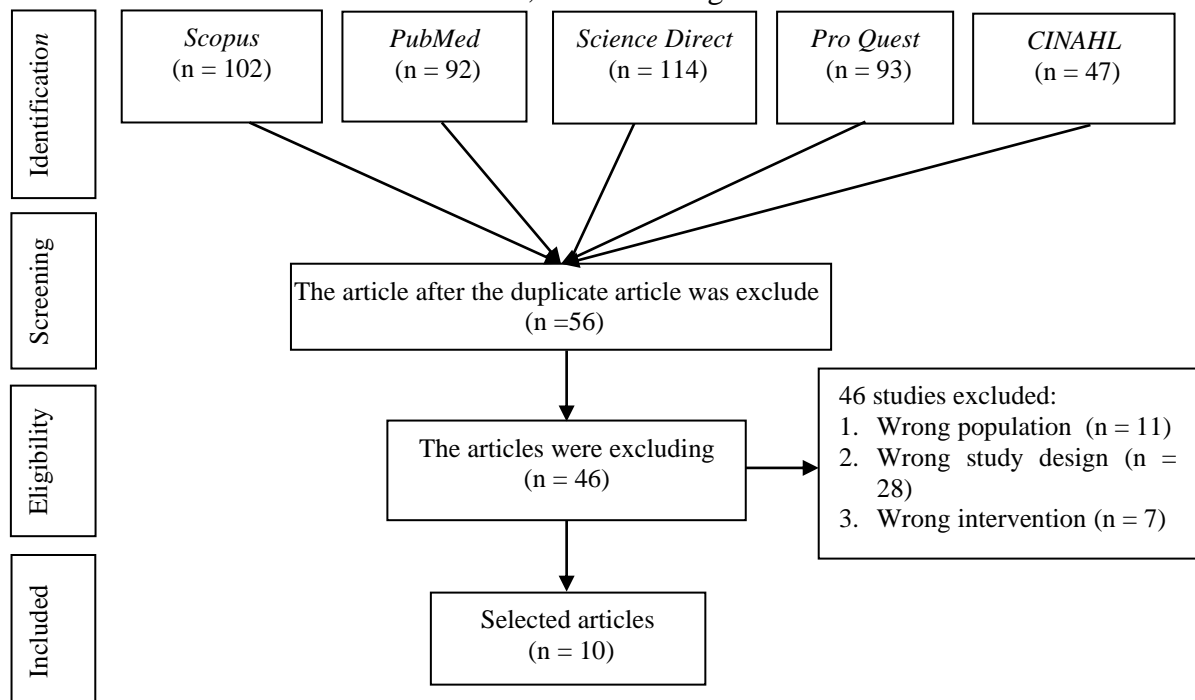 Identification
Scopus
(n = 102)
PubMed
(n = 92)
Science Direct
(n = 114)
Pro Quest
(n = 93)
CINAHL
(n = 47)
Screening
The article after the duplicate article was exclude
(n =56)
Eligibility
The articles were excluding
(n = 46)
46 studies excluded:
1. Wrong population (n = 11)
2. Wrong study design (n =
28)
3. Wrong intervention (n = 7)
Included
Selected articles
(n = 10)